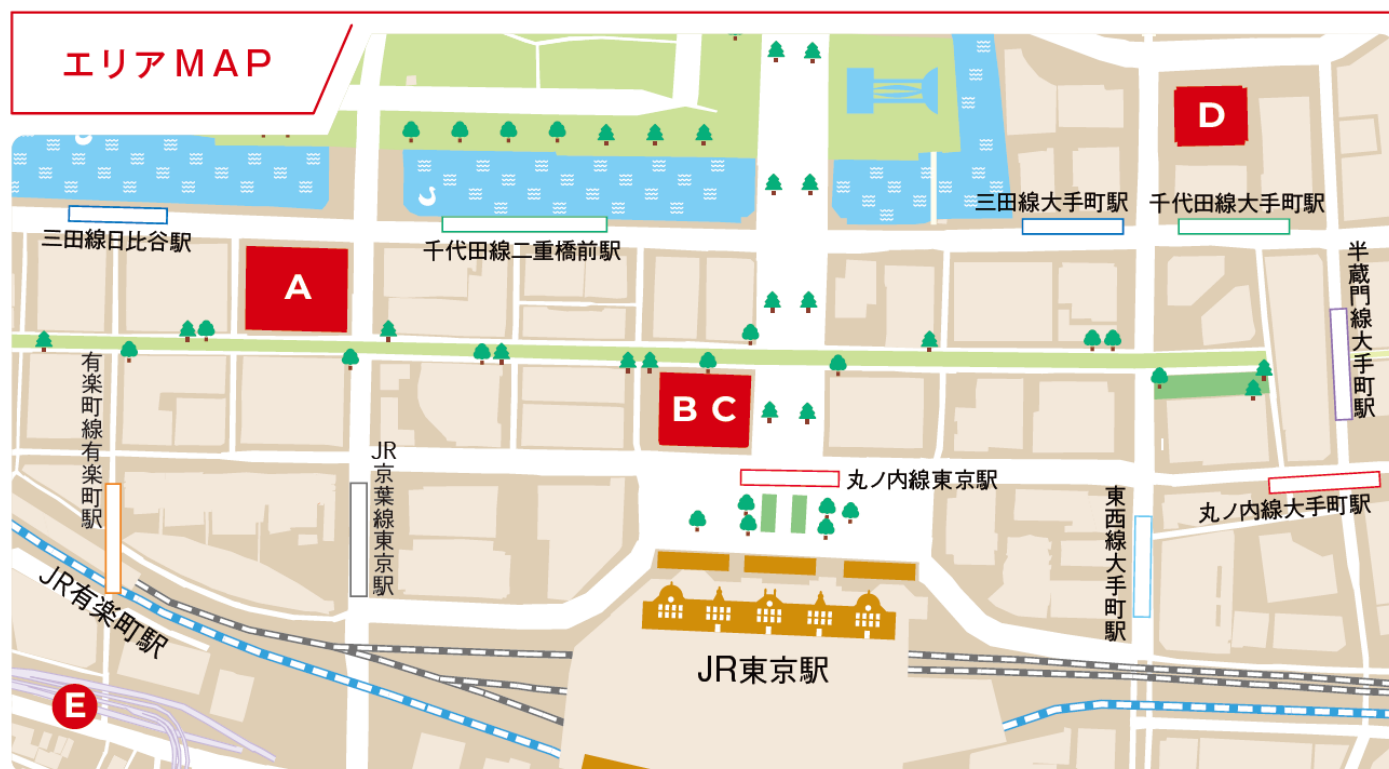 エリアMAP
D
三田線大手町駅
千代田線大手町駅
三田線日比谷駅
千代田線二重橋前駅
半蔵門線大手町駅
A
有楽町線有楽町駅
B C
JR京葉線東京駅
丸ノ内線東京駅
東西線大手町駅
丸ノ内線大手町駅
JR有楽町駅
JR東京駅
E